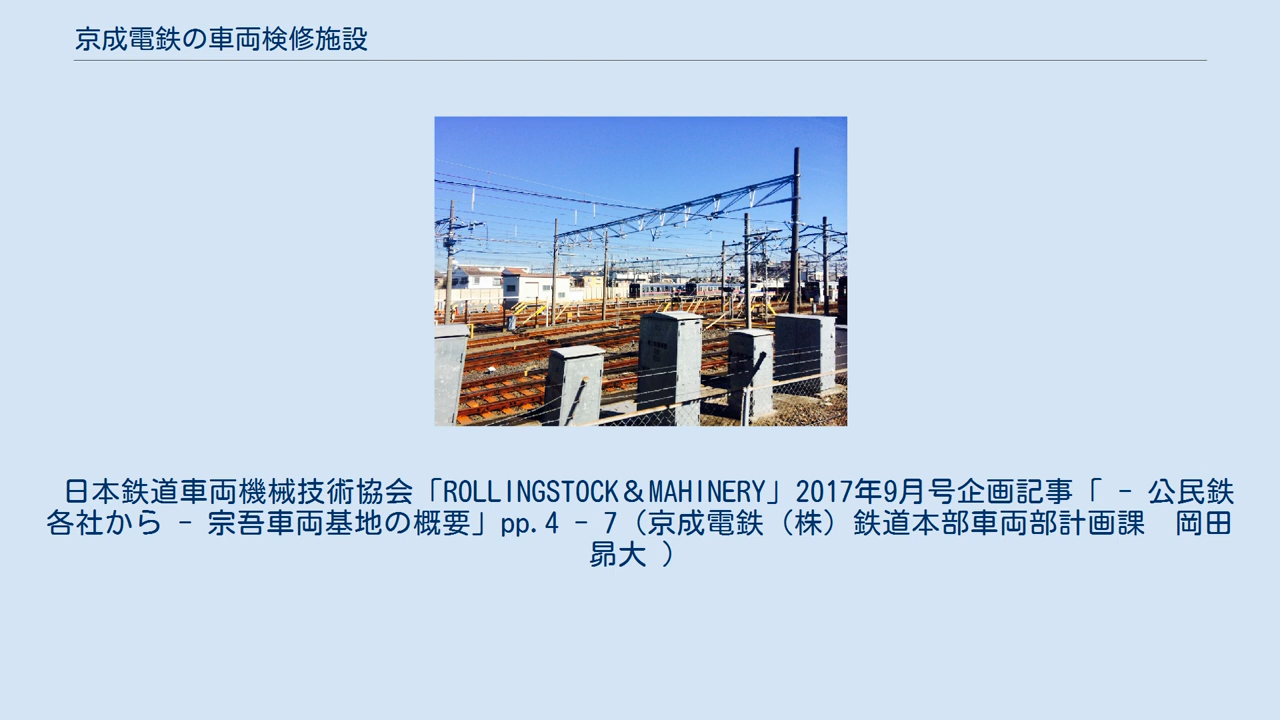 京成電鉄の車両検修施設
日本鉄道車両機械技術協会「ROLLINGSTOCK＆MAHINERY」2017年9月号企画記事「 － 公民鉄
各社から － 宗吾車両基地の概要」pp.4 － 7（京成電鉄（株）鉄道本部車両部計画課　岡田
昴大 ）